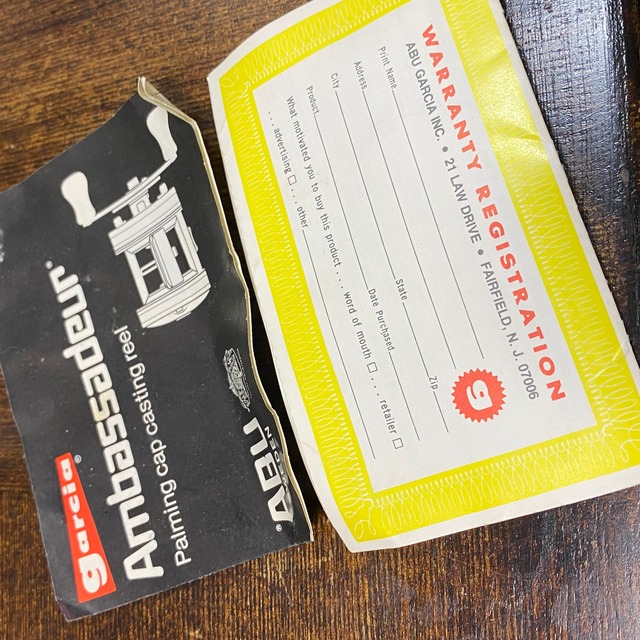 garcia®
Ambassadeur®
Palming cap casting reel
ABU®
WARRANTY REGISTRATION
ABU GARCIA INC. • 21 LAW DRIVE • FAIRFIELD, N. J. 07006
Print Name
Address
City State Zip
Product Date Purchased
What motivated you to buy this product . . . word of mouth □ . . . retailer □
. . . advertising □ . . . other
g